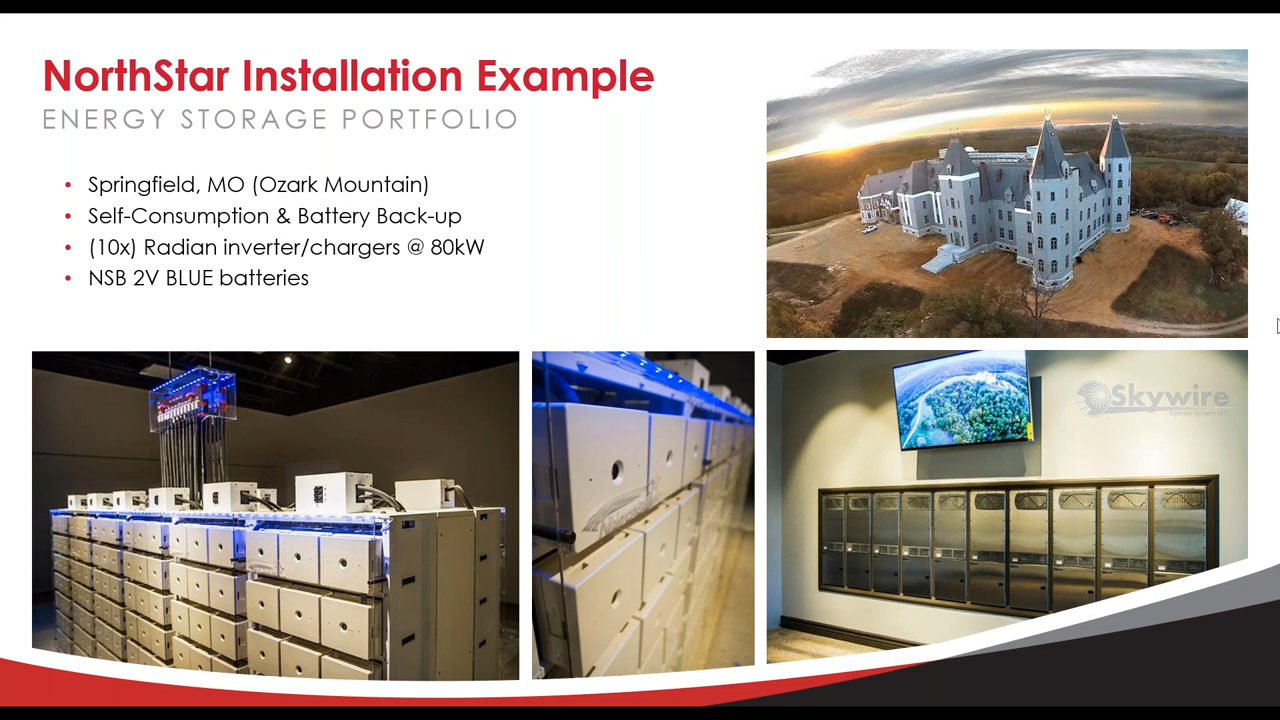 NorthStar Installation Example
ENERGY STORAGE PORTFOLIO
• Springfield, MO (Ozark Mountain)
• Self-Consumption & Battery Back-up
• (10x) Radian inverter/chargers @ 80kW
• NSB 2V BLUE batteries
Skywire